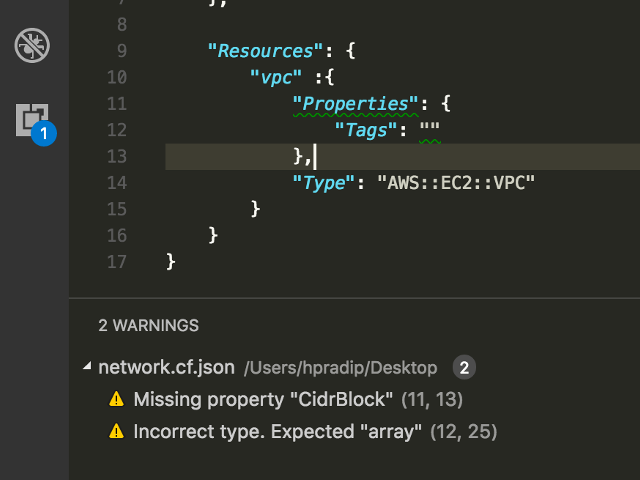 7 },
8
9 "Resources": {
10 "vpc" :{
11 "Properties": {
12 "Tags": ""
13 },
14 "Type": "AWS::EC2::VPC"
15 }
16 }
17 }
1
2 WARNINGS
network.cf.json /Users/hpradip/Desktop 2
Missing property "CidrBlock" (11, 13)
Incorrect type. Expected "array" (12, 25)